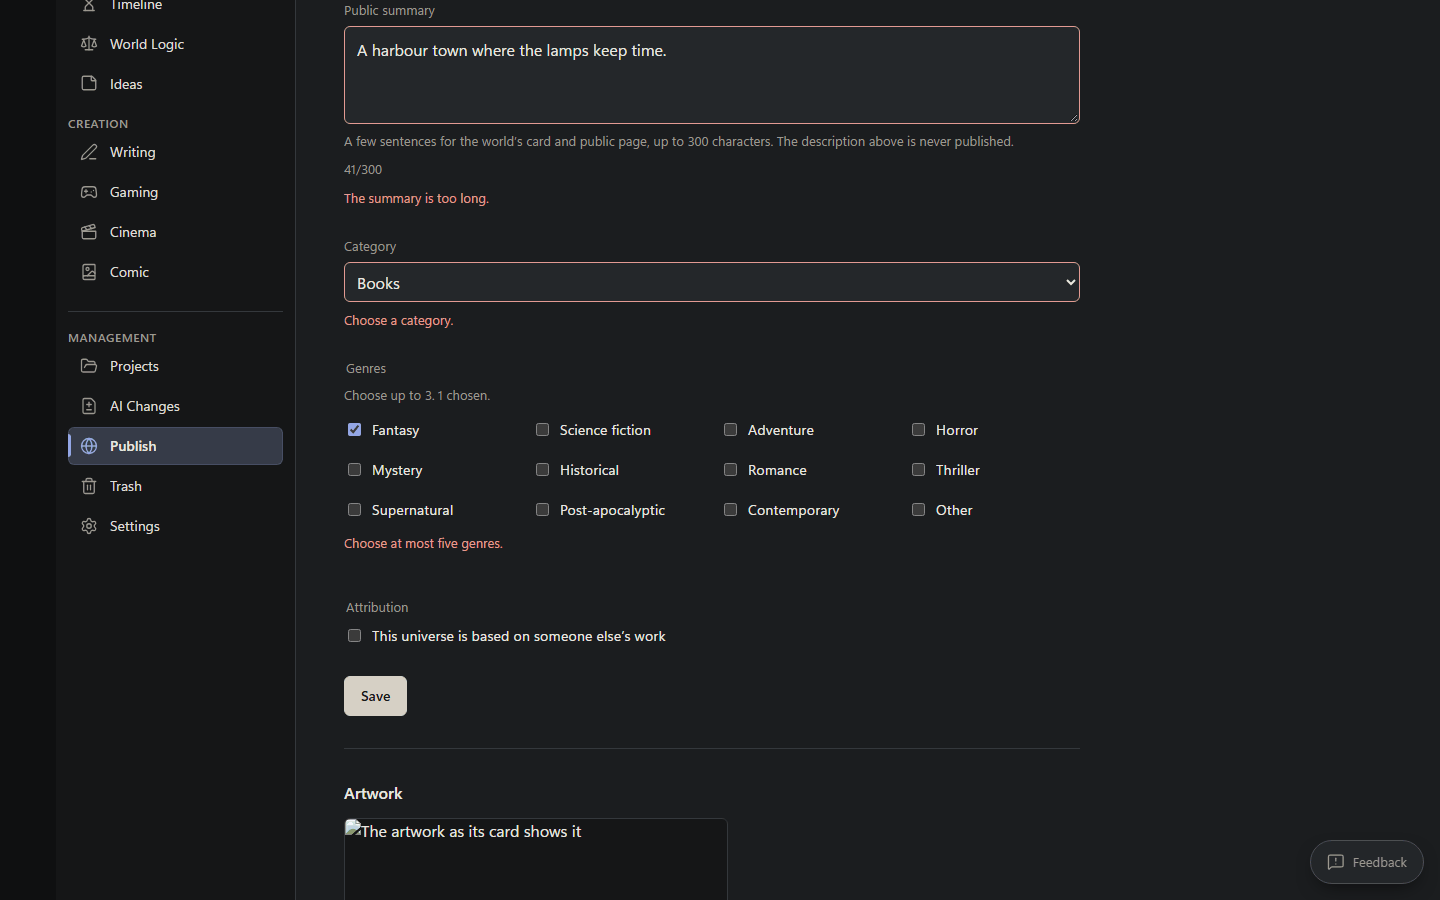 Timeline
World Logic
Ideas
CREATION
Writing
Gaming
Cinema
Comic
MANAGEMENT
Projects
AI Changes
Publish
Trash
Settings
Public summary
A harbour town where the lamps keep time.
A few sentences for the world's card and public page, up to 300 characters. The description above is never published.
41/300
The summary is too long.
Category
Books
Choose a category.
Genres
Choose up to 3. 1 chosen.
Fantasy Science fiction Adventure Horror
Mystery Historical Romance Thriller
Supernatural Post-apocalyptic Contemporary Other
Choose at most five genres.
Attribution
This universe is based on someone else's work
Save
Artwork
The artwork as its card shows it
Feedback